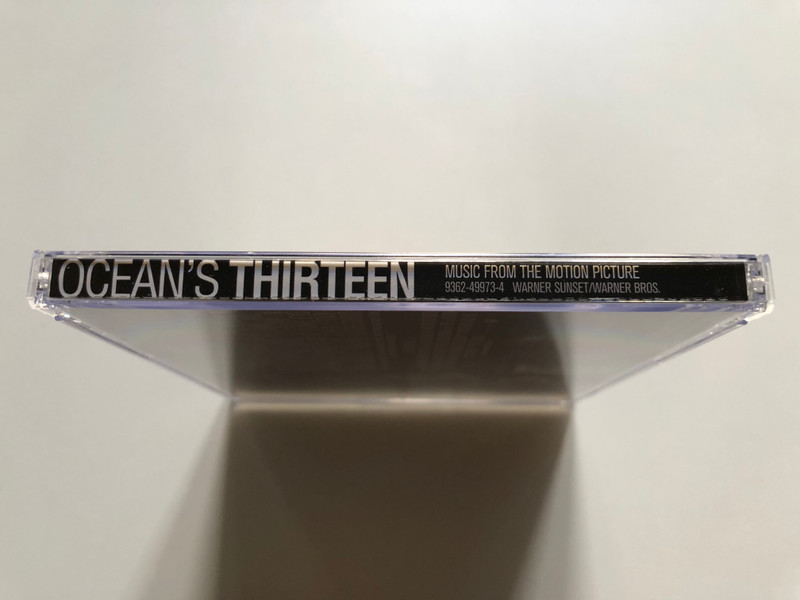 OCEAN'S THIRTEEN
MUSIC FROM THE MOTION PICTURE
9362-49973-4 WARNER SUNSET/WARNER BROS.